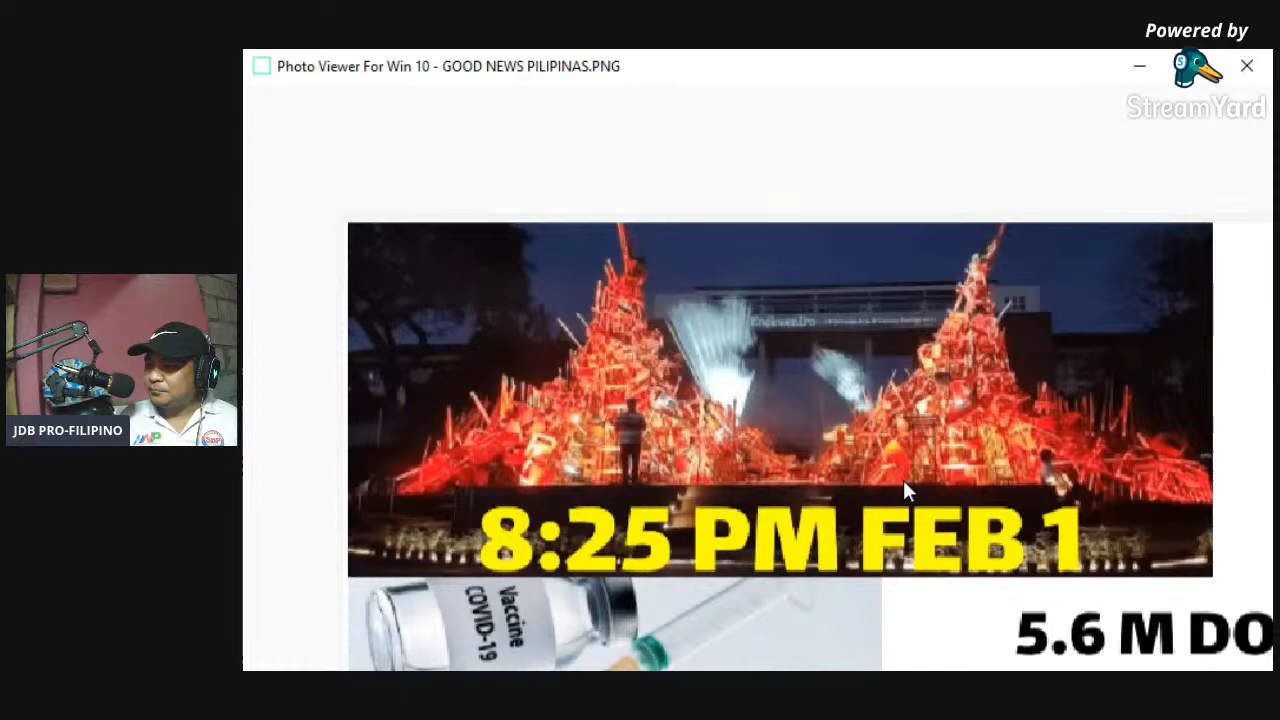 Powered by
StreamYard
Photo Viewer For Win 10 - GOOD NEWS PILIPINAS.PNG
JDB PRO-FILIPINO
8:25 PM FEB 1
Vaccine
COVID-19
5.6 M DO